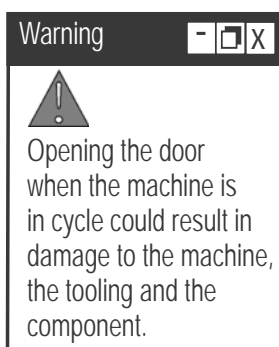 Warning
- X
!
Opening the door
when the machine is
in cycle could result in
damage to the machine,
the tooling and the
component.